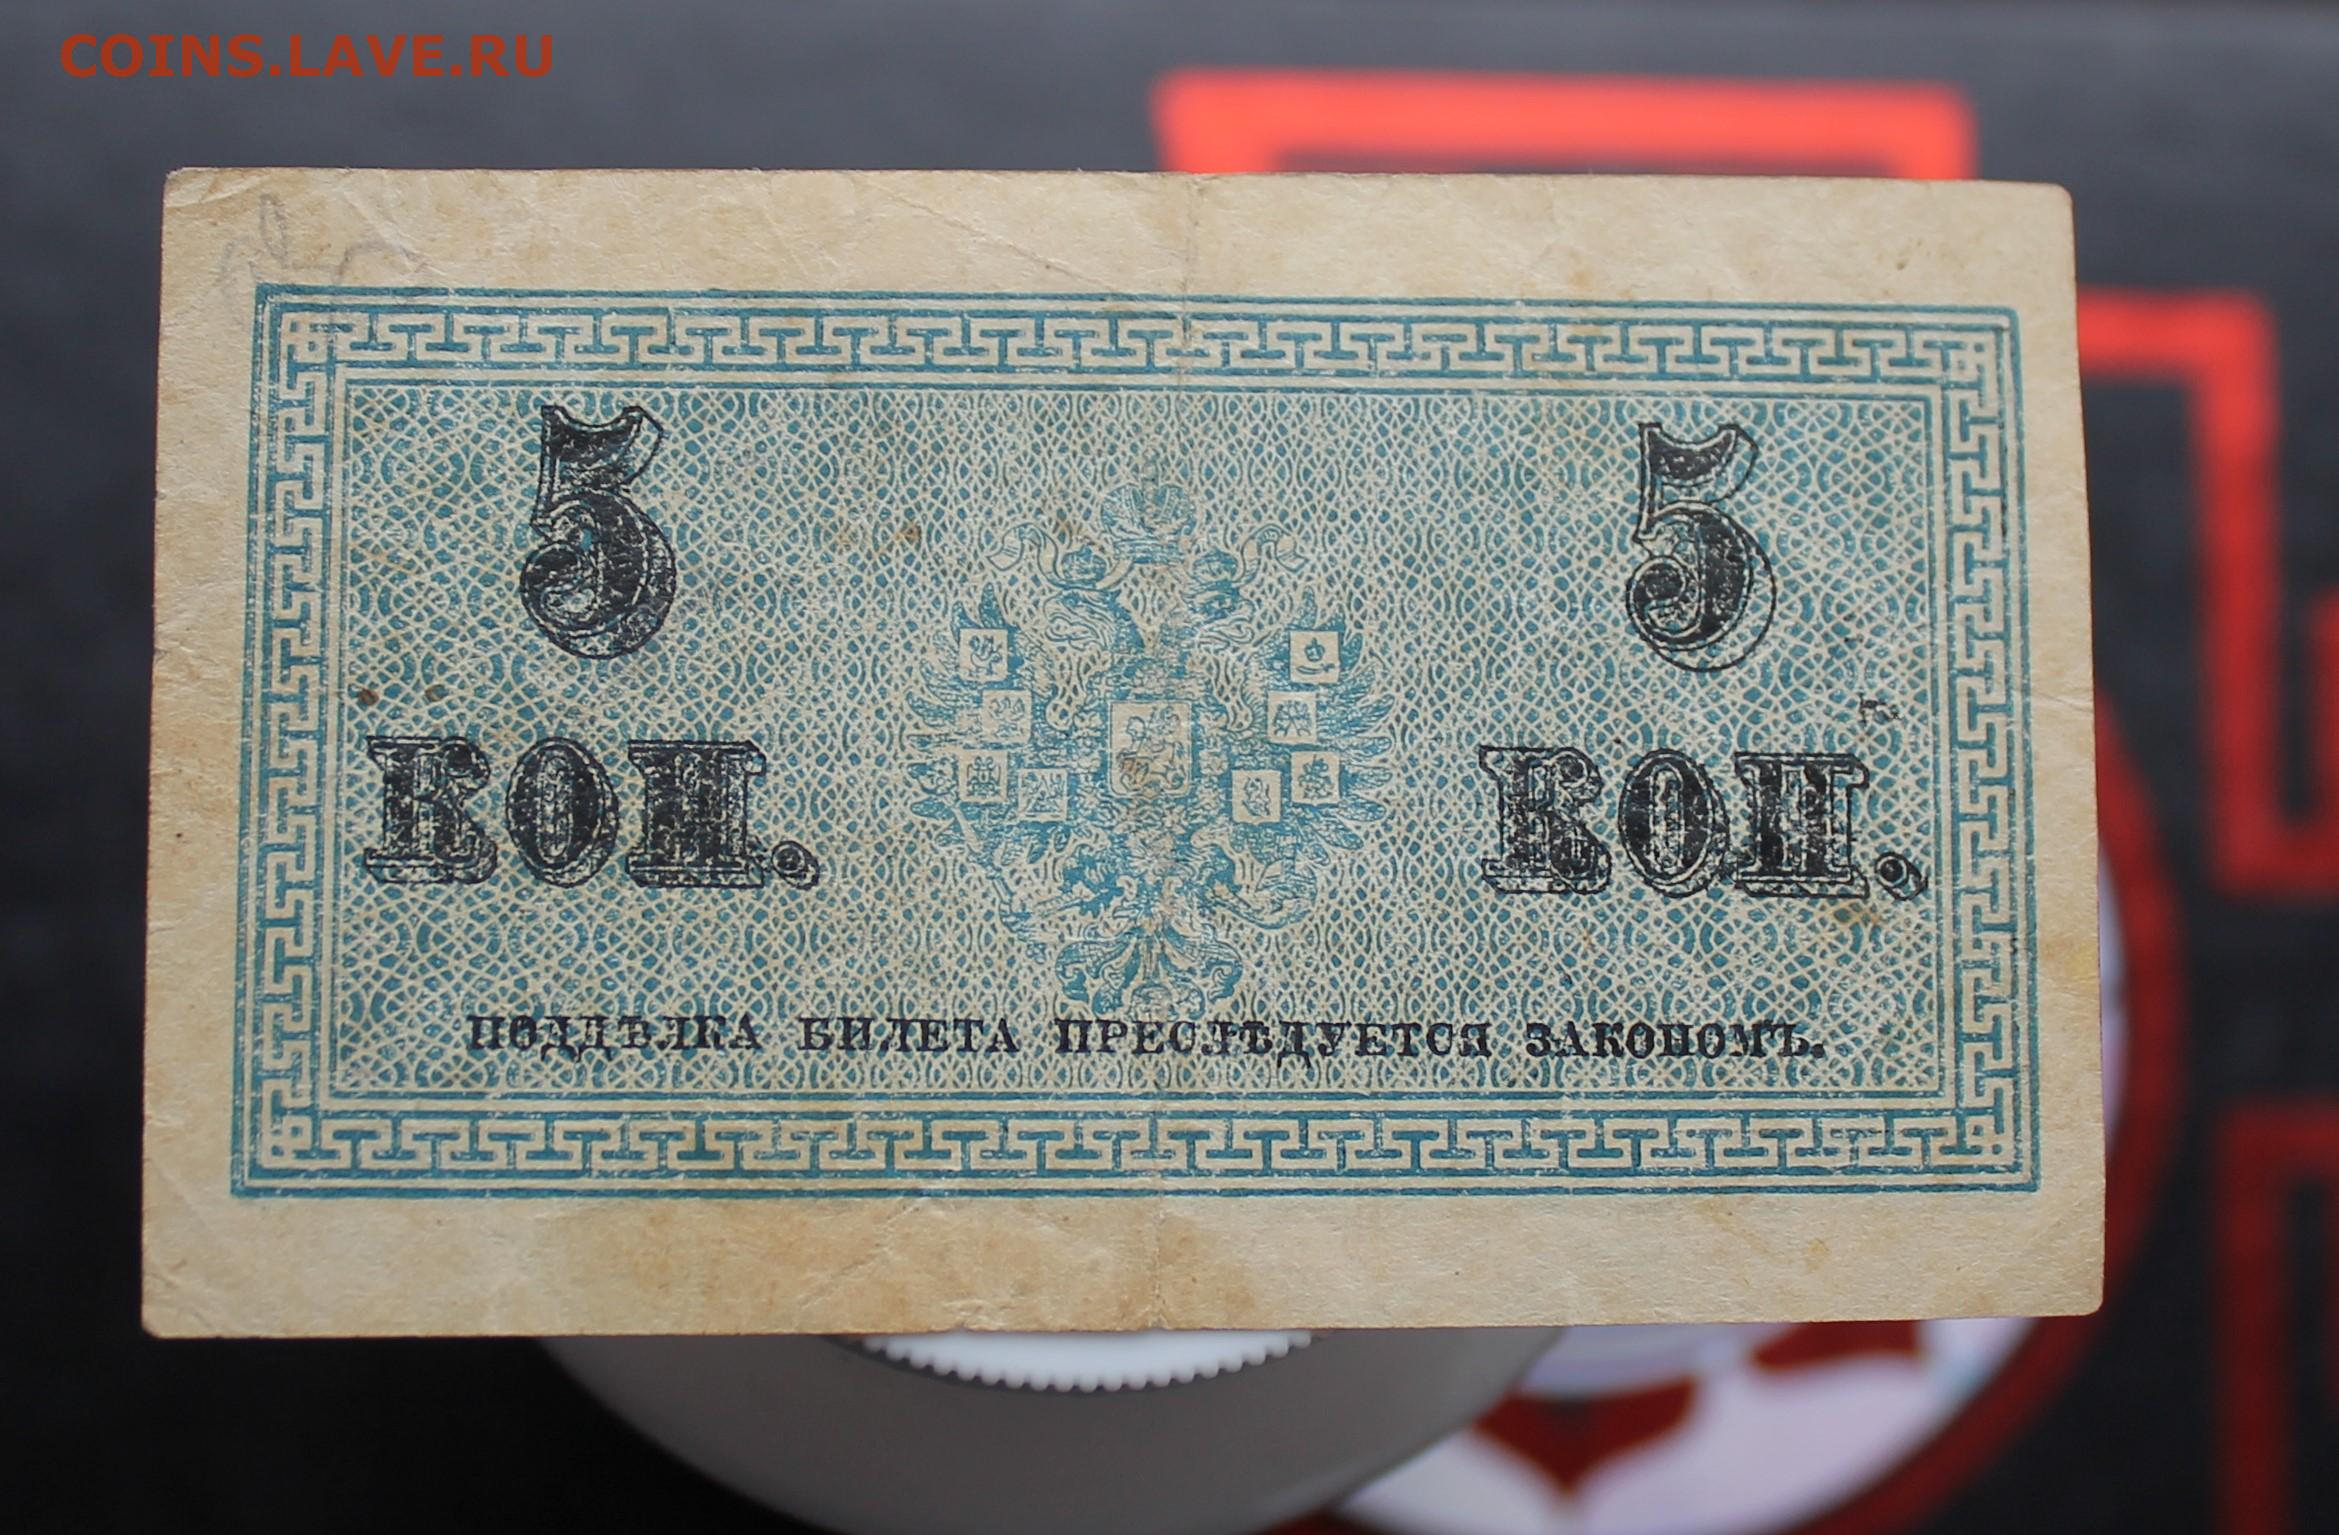 COINS.LAVE.RU
5 5
КОП. КОП.
ПОДДѢЛКА БИЛЕТА ПРЕСЛѢДУЕТСЯ ЗАКОНОМЪ.